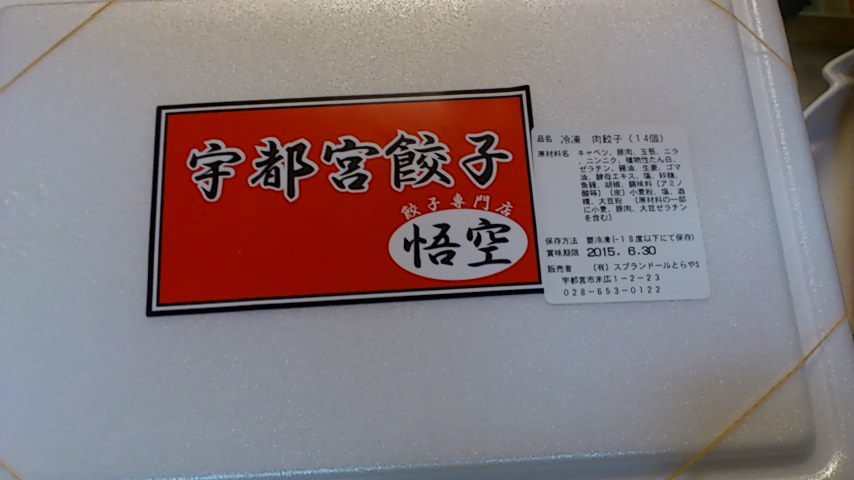 宇都宮餃子
餃子専門店
悟空
品名 冷凍 肉餃子（14個）
原材料名 キャベツ、豚肉、玉葱、ニラ
、ニンニク、植物性たん白、
ゼラチン、醤油、生姜、ゴマ
油、酵母エキス、塩、砂糖、
魚醤、胡椒、調味料（アミノ
酸等）（皮）小麦粉、塩、酒
精、大豆粉 （原材料の一部
に小麦、豚肉、大豆ゼラチン
を含む）
保存方法 要冷凍(-18度以下にて保存)
賞味期限 2015. 6.30
販売者 （有）スプランドールとらやS
宇都宮市末広1-2-23
028-653-0122